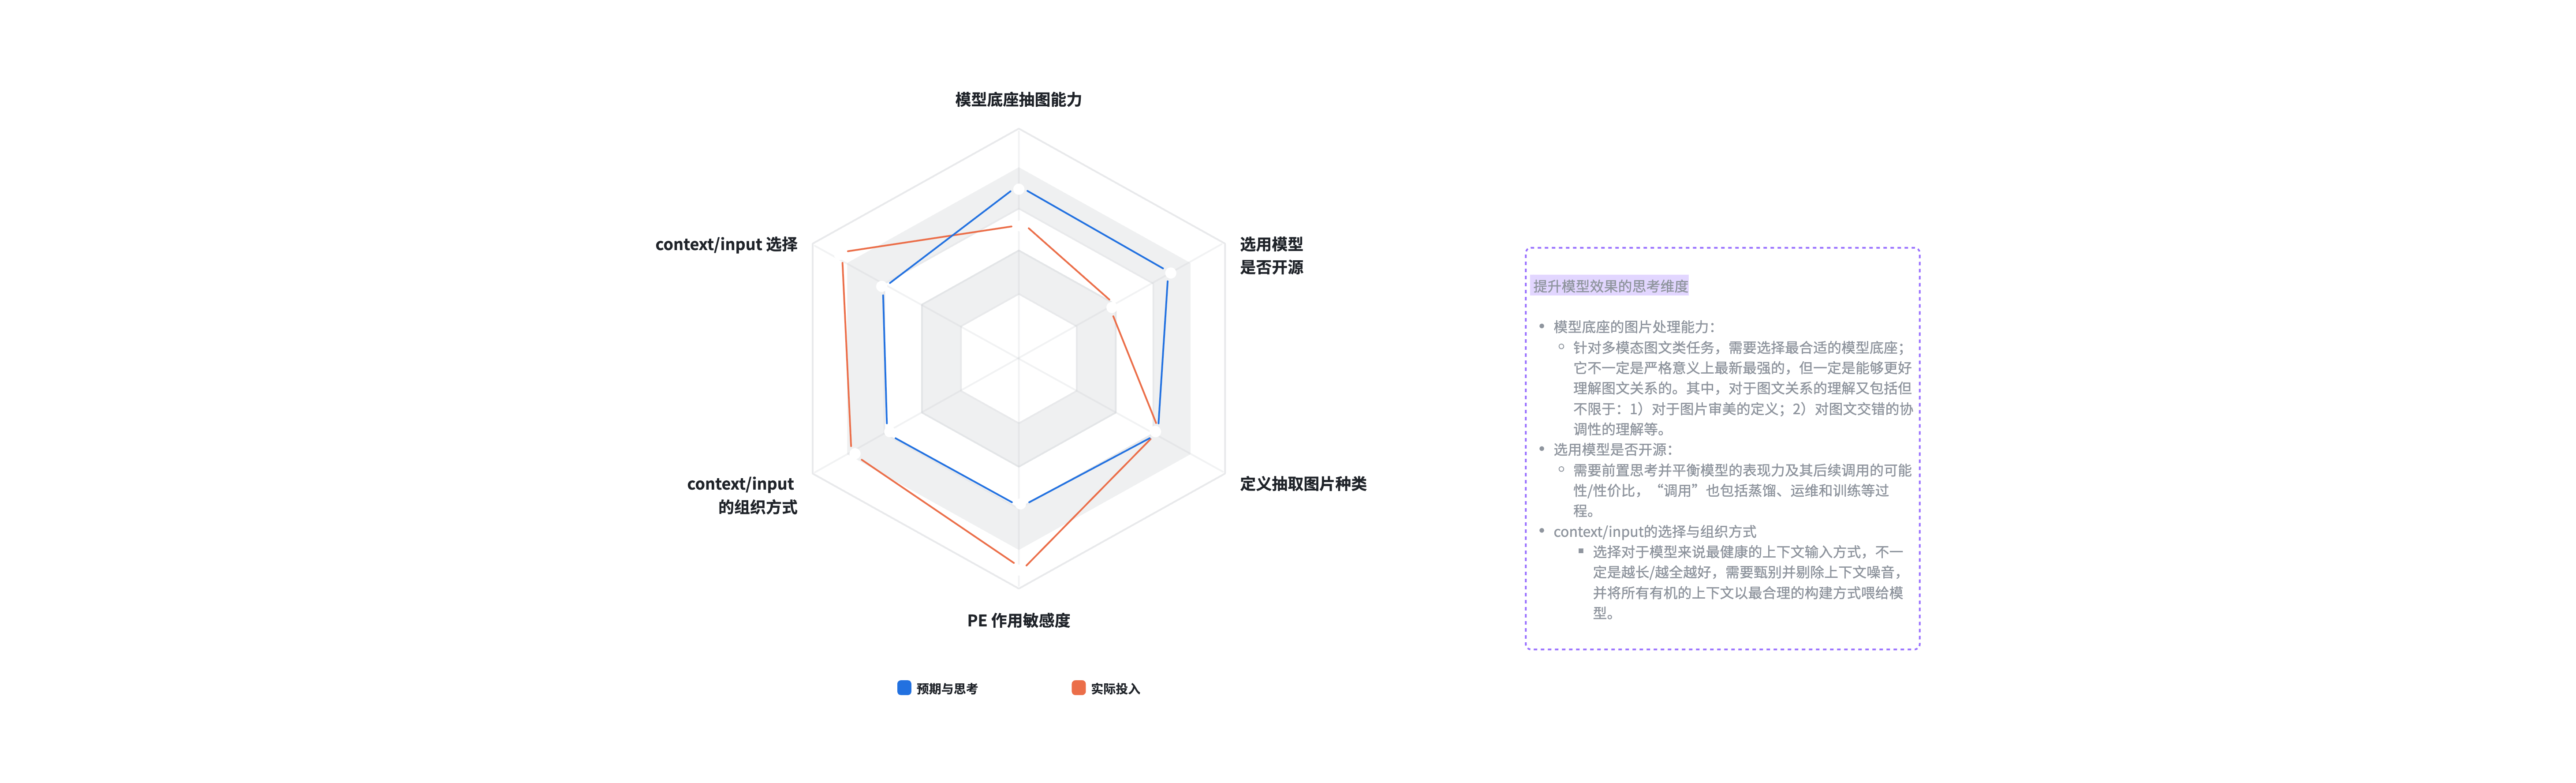 模型底座抽图能力
context/input 选择
选用模型
是否开源
context/input
的组织方式
定义抽取图片种类
PE 作用敏感度
预期与思考
实际投入
提升模型效果的思考维度
• 模型底座的图片处理能力：
◦ 针对多模态图文类任务，需要选择最合适的模型底座；
它不一定是严格意义上最新最强的，但一定是能够更好
理解图文关系的。其中，对于图文关系的理解又包括但
不限于：1）对于图片审美的定义；2）对图文交错的协
调性的理解等。
• 选用模型是否开源：
◦ 需要前置思考并平衡模型的表现力及其后续调用的可能
性/性价比，“调用”也包括蒸馏、运维和训练等过
程。
• context/input的选择与组织方式
▪ 选择对于模型来说最健康的上下文输入方式，不一
定是越长/越全越好，需要甄别并剔除上下文噪音，
并将所有有机的上下文以最合理的构建方式喂给模
型。